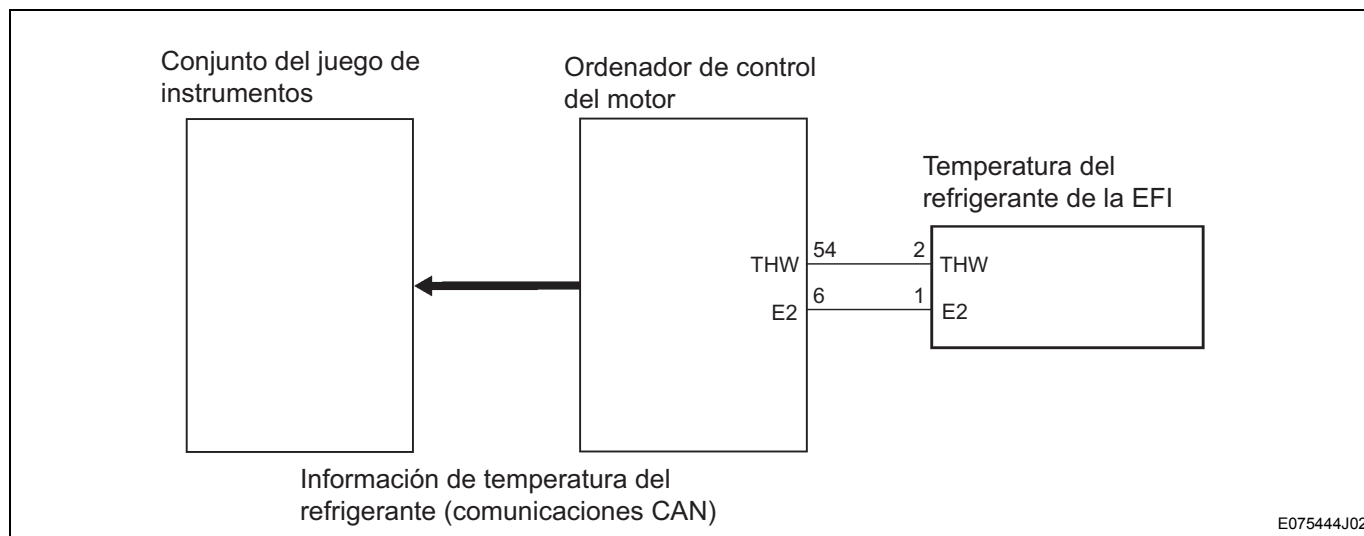 Conjunto del juego de
instrumentos
Ordenador de control
del motor
Temperatura del
refrigerante de la EFI
THW
54
2
THW
E2
6
1
E2
Información de temperatura del
refrigerante (comunicaciones CAN)
E075444J02